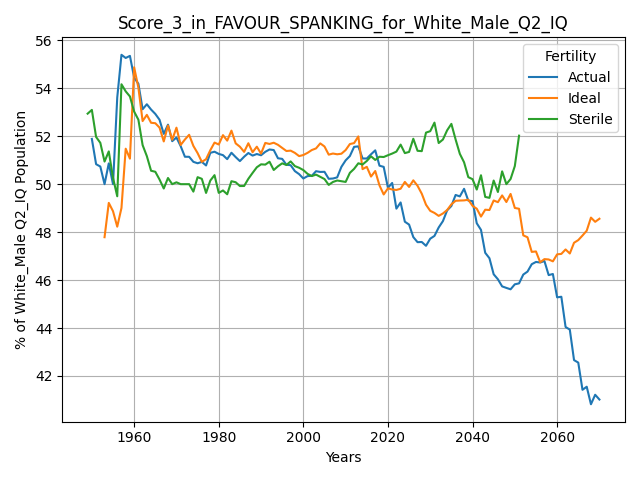 Score_3_in_FAVOUR_SPANKING_for_White_Male_Q2_IQ
% of White_Male Q2_IQ Population
56
54
52
50
48
46
44
42
Fertility
Actual
Ideal
Sterile
1960 1980 2000 2020 2040 2060
Years